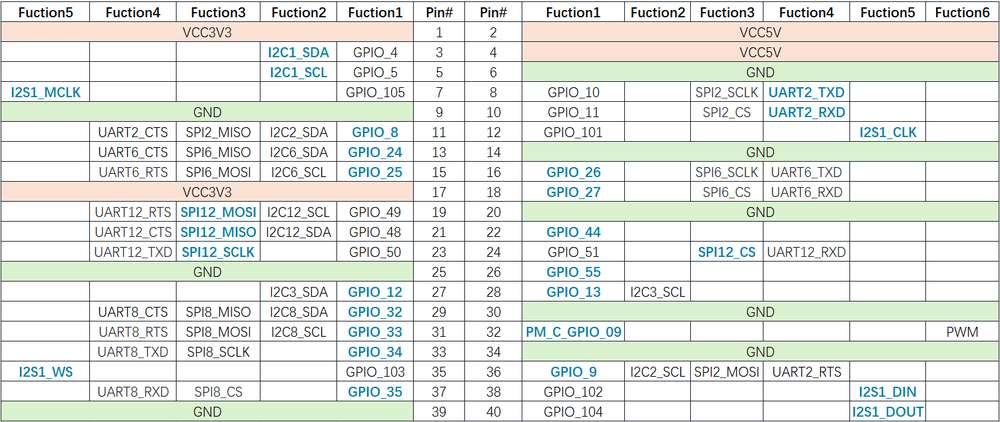 Fuction5 Fuction4 Fuction3 Fuction2 Fuction1 Pin# Pin# Fuction1 Fuction2 Fuction3 Fuction4 Fuction5 Fuction6
VCC3V3 1 2 VCC5V
I2C1_SDA GPIO_4 3 4 VCC5V
I2C1_SCL GPIO_5 5 6 GND
I2S1_MCLK GPIO_105 7 8 GPIO_10 SPI2_SCLK UART2_TXD
GND 9 10 GPIO_11 SPI2_CS UART2_RXD
UART2_CTS SPI2_MISO I2C2_SDA GPIO_8 11 12 GPIO_101 I2S1_CLK
UART6_CTS SPI6_MISO I2C6_SDA GPIO_24 13 14 GND
UART6_RTS SPI6_MOSI I2C6_SCL GPIO_25 15 16 GPIO_26 SPI6_SCLK UART6_TXD
VCC3V3 17 18 GPIO_27 SPI6_CS UART6_RXD
UART12_RTS SPI12_MOSI I2C12_SCL GPIO_49 19 20 GND
UART12_CTS SPI12_MISO I2C12_SDA GPIO_48 21 22 GPIO_44
UART12_TXD SPI12_SCLK GPIO_50 23 24 GPIO_51 SPI12_CS UART12_RXD
GND 25 26 GPIO_55
I2C3_SDA GPIO_12 27 28 GPIO_13 I2C3_SCL
UART8_CTS SPI8_MISO I2C8_SDA GPIO_32 29 30 GND
UART8_RTS SPI8_MOSI I2C8_SCL GPIO_33 31 32 PM_C_GPIO_09 PWM
UART8_TXD SPI8_SCLK GPIO_34 33 34 GND
I2S1_WS GPIO_103 35 36 GPIO_9 I2C2_SCL SPI2_MOSI UART2_RTS
UART8_RXD SPI8_CS GPIO_35 37 38 GPIO_102 I2S1_DIN
GND 39 40 GPIO_104 I2S1_DOUT